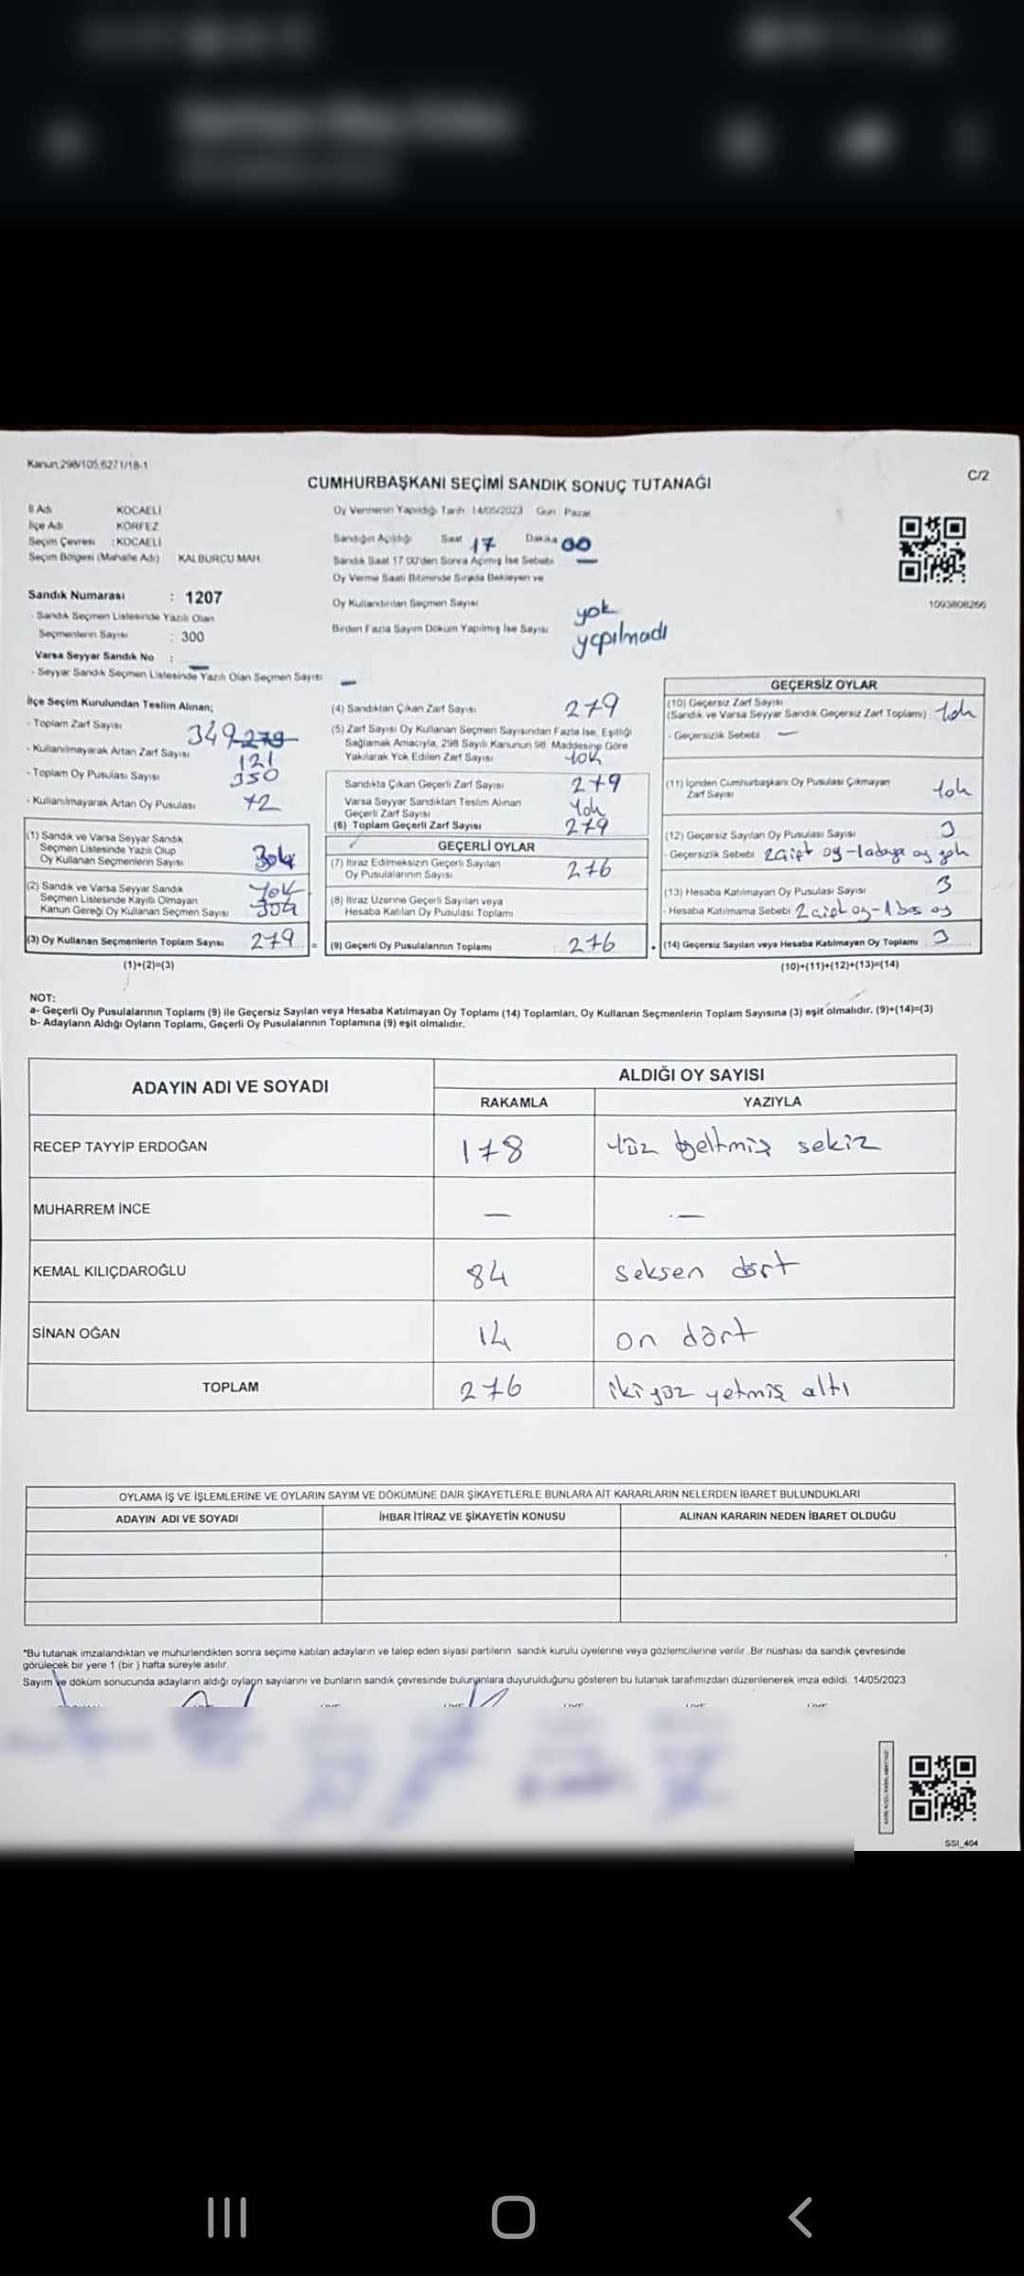 Kanun 298/105,6271/18-1
C/2
CUMHURBAŞKANI SEÇİMİ SANDIK SONUÇ TUTANAĞI
İl Adı KOCAELİ
İlçe Adı KÖRFEZ
Seçim Çevresi : KOCAELİ
Seçim Bölgesi (Mahalle Adı) KALBURCU MAH.
Oy Vermenin Yapıldığı Tarih 14/05/2023 Gün : Pazar
Sandığın Açıldığı Saat 17 Dakika 00
Sandık Saat 17.00'den Sonra Açılmış İse Sebebi —
Oy Verme Saati Bitiminde Sırada Bekleyen ve
Oy Kullandırılan Seçmen Sayısı yok
Birden Fazla Sayım Döküm Yapılmış İse Sayısı yapılmadı
1093808266
Sandık Numarası : 1207
- Sandık Seçmen Listesinde Yazılı Olan
Seçmenlerin Sayısı : 300
Varsa Seyyar Sandık No : —
- Seyyar Sandık Seçmen Listesinde Yazılı Olan Seçmen Sayısı —
İlçe Seçim Kurulundan Teslim Alınan;
- Toplam Zarf Sayısı 349 279
- Kullanılmayarak Artan Zarf Sayısı 121
- Toplam Oy Pusulası Sayısı 350
- Kullanılmayarak Artan Oy Pusulası 72
(1) Sandık ve Varsa Seyyar Sandık
Seçmen Listesinde Yazılı Olup
Oy Kullanan Seçmenlerin Sayısı 304
(2) Sandık ve Varsa Seyyar Sandık
Seçmen Listesinde Kayıtlı Olmayan
Kanun Gereği Oy Kullanan Seçmen Sayısı yok 304
(3) Oy Kullanan Seçmenlerin Toplam Sayısı 279
(1)+(2)=(3)
(4) Sandıktan Çıkan Zarf Sayısı 279
(5) Zarf Sayısı Oy Kullanan Seçmen Sayısından Fazla İse, Eşitliği
Sağlamak Amacıyla, 298 Sayılı Kanunun 98. Maddesine Göre
Yakılarak Yok Edilen Zarf Sayısı yok
Sandıkta Çıkan Geçerli Zarf Sayısı 279
Varsa Seyyar Sandıktan Teslim Alınan
Geçerli Zarf Sayısı yok
(6) Toplam Geçerli Zarf Sayısı 279
GEÇERLİ OYLAR
(7) İtiraz Edilmeksizin Geçerli Sayılan
Oy Pusulalarının Sayısı 276
(8) İtiraz Üzerine Geçerli Sayılan veya
Hesaba Katılan Oy Pusulası Toplamı
= (9) Geçerli Oy Pusulalarının Toplamı 276
GEÇERSİZ OYLAR
(10) Geçersiz Zarf Sayısı
(Sandık ve Varsa Seyyar Sandık Geçersiz Zarf Toplamı) yok
- Geçersizlik Sebebi —
(11) İçinden Cumhurbaşkanı Oy Pusulası Çıkmayan
Zarf Sayısı yok
(12) Geçersiz Sayılan Oy Pusulası Sayısı 3
- Geçersizlik Sebebi 2 çift oy - 1 adaya oy yok
(13) Hesaba Katılmayan Oy Pusulası Sayısı 3
- Hesaba Katılmama Sebebi 2 çift oy - 1 boş oy
+ (14) Geçersiz Sayılan veya Hesaba Katılmayan Oy Toplamı 3
(10)+(11)+(12)+(13)=(14)
NOT:
a- Geçerli Oy Pusulalarının Toplamı (9) ile Geçersiz Sayılan veya Hesaba Katılmayan Oy Toplamı (14) Toplamları, Oy Kullanan Seçmenlerin Toplam Sayısına (3) eşit olmalıdır. (9)+(14)=(3)
b- Adayların Aldığı Oyların Toplamı, Geçerli Oy Pusulalarının Toplamına (9) eşit olmalıdır.
ADAYIN ADI VE SOYADI
ALDIĞI OY SAYISI
RAKAMLA YAZIYLA
RECEP TAYYİP ERDOĞAN 178 yüz yetmiş sekiz
MUHARREM İNCE — —
KEMAL KILIÇDAROĞLU 84 seksen dört
SİNAN OĞAN 14 on dört
TOPLAM 276 iki yüz yetmiş altı
OYLAMA İŞ VE İŞLEMLERİNE VE OYLARIN SAYIM VE DÖKÜMÜNE DAİR ŞİKAYETLERLE BUNLARA AİT KARARLARIN NELERDEN İBARET BULUNDUKLARI
ADAYIN ADI VE SOYADI İHBAR İTİRAZ VE ŞİKAYETİN KONUSU ALINAN KARARIN NEDEN İBARET OLDUĞU
*Bu tutanak imzalandıktan ve mühürlendikten sonra seçime katılan adayların ve talep eden siyasi partilerin sandık kurulu üyelerine veya gözlemcilerine verilir. Bir nüshası da sandık çevresinde
görülecek bir yere 1 (bir) hafta süreyle asılır.
Sayım ve döküm sonucunda adayların aldığı oyların sayılarını ve bunların sandık çevresinde bulunanlara duyurulduğunu gösteren bu tutanak tarafımızdan düzenlenerek imza edildi. 14/05/2023
SSI_404